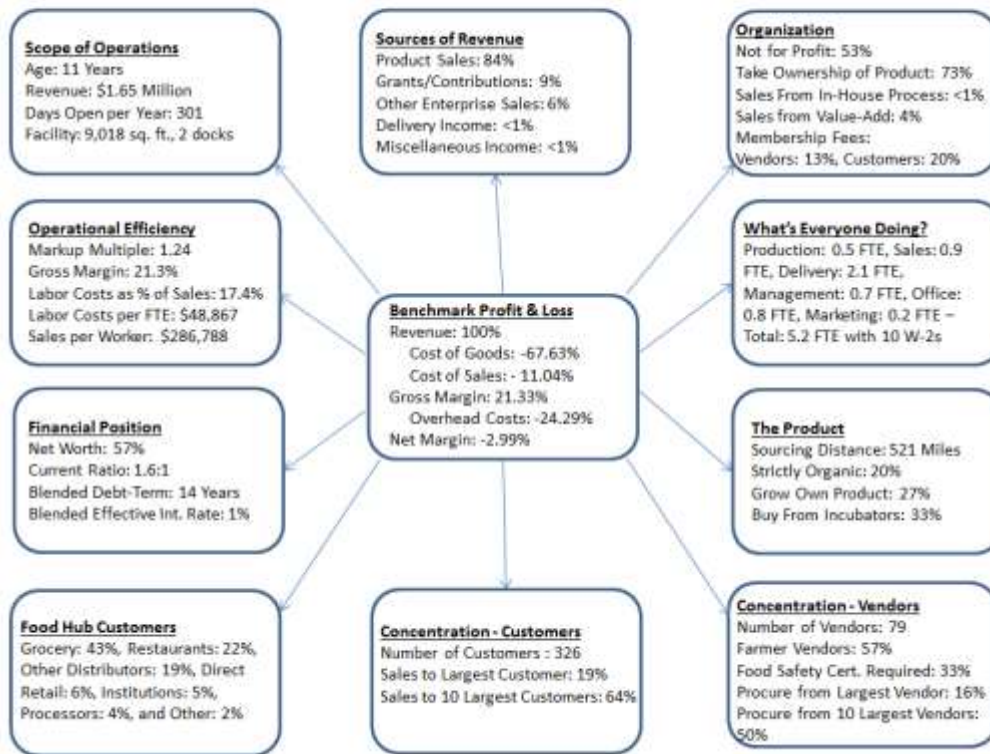 Scope of Operations
Age: 11 Years
Revenue: $1.65 Million
Days Open per Year: 301
Facility: 9,018 sq. ft., 2 docks
Sources of Revenue
Product Sales: 84%
Grants/Contributions: 9%
Other Enterprise Sales: 6%
Delivery Income: <1%
Miscellaneous Income: <1%
Organization
Not for Profit: 53%
Take Ownership of Product: 73%
Sales From In-House Process: <1%
Sales from Value-Add: 4%
Membership Fees:
Vendors: 13%, Customers: 20%
Operational Efficiency
Markup Multiple: 1.24
Gross Margin: 21.3%
Labor Costs as % of Sales: 17.4%
Labor Costs per FTE: $48,867
Sales per Worker: $286,788
Benchmark Profit & Loss
Revenue: 100%
Cost of Goods: -67.63%
Cost of Sales: - 11.04%
Gross Margin: 21.33%
Overhead Costs: -24.29%
Net Margin: -2.99%
What's Everyone Doing?
Production: 0.5 FTE, Sales: 0.9
FTE, Delivery: 2.1 FTE,
Management: 0.7 FTE, Office:
0.8 FTE, Marketing: 0.2 FTE –
Total: 5.2 FTE with 10 W-2s
Financial Position
Net Worth: 57%
Current Ratio: 1.6:1
Blended Debt-Term: 14 Years
Blended Effective Int. Rate: 1%
The Product
Sourcing Distance: 521 Miles
Strictly Organic: 20%
Grow Own Product: 27%
Buy From Incubators: 33%
Food Hub Customers
Grocery: 43%, Restaurants: 22%,
Other Distributors: 19%, Direct
Retail: 6%, Institutions: 5%,
Processors: 4%, and Other: 2%
Concentration - Customers
Number of Customers : 326
Sales to Largest Customer: 19%
Sales to 10 Largest Customers: 64%
Concentration - Vendors
Number of Vendors: 79
Farmer Vendors: 57%
Food Safety Cert. Required: 33%
Procure from Largest Vendor: 16%
Procure from 10 Largest Vendors:
50%